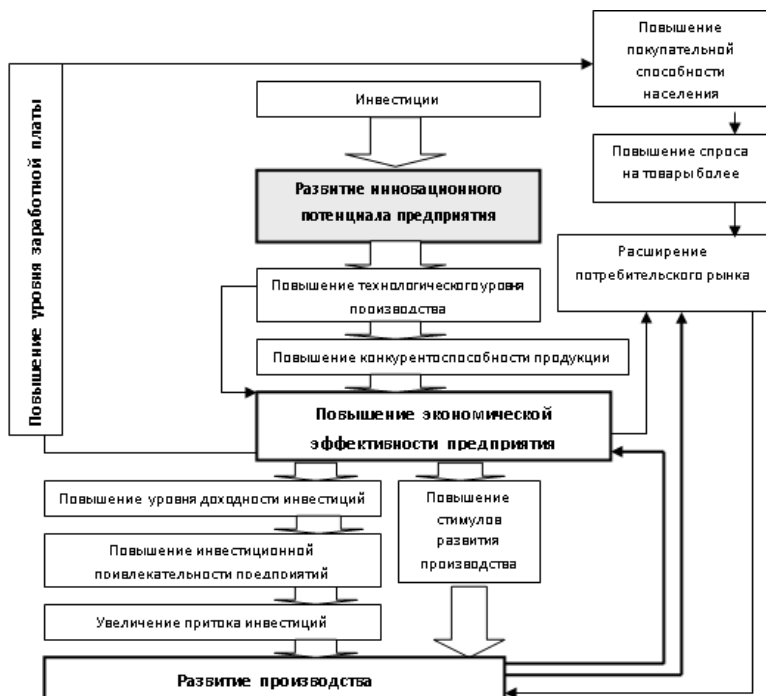 Повышение
покупательной
способности
населения
Повышение уровня заработной платы
Инвестиции
Повышение спроса
на товары более
Развитие инновационного
потенциала предприятия
Расширение
потребительского рынка
Повышение технологического уровня
производства
Повышение конкурентоспособности продукции
Повышение экономической
эффективности предприятия
Повышение уровня доходности инвестиций
Повышение
стимулов
развития
производства
Повышение инвестиционной
привлекательности предприятий
Увеличение притока инвестиций
Развитие производства